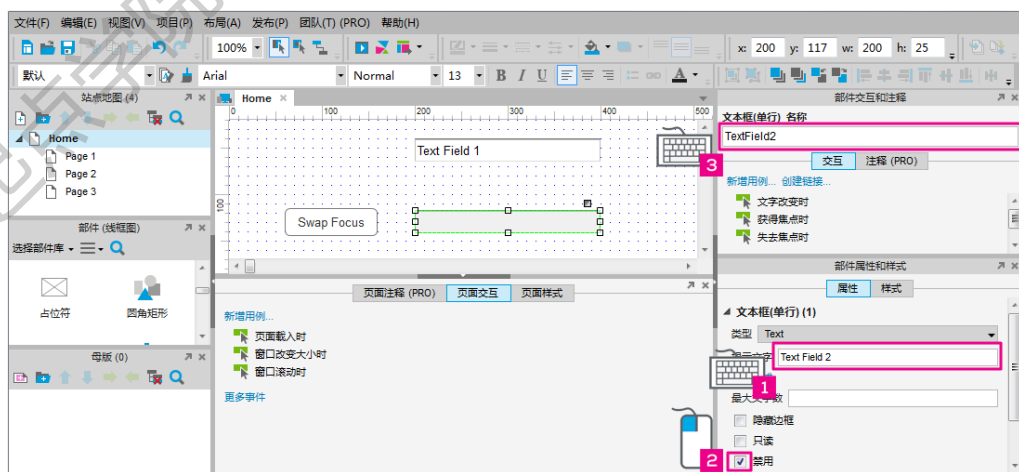 文件(F) 编辑(E) 视图(V) 项目(P) 布局(A) 发布(P) 团队(T) (PRO) 帮助(H)
100% x: 200 y: 117 w: 200 h: 25
默认 Arial Normal 13 B I U A
站点地图 (4)
Home
Page 1
Page 2
Page 3
部件 (线框图)
选择部件库
占位符 圆角矩形
母版 (0)
Home
0 100 200 300 400 500
100
Text Field 1
Swap Focus
页面注释 (PRO) 页面交互 页面样式
新增用例...
页面载入时
窗口改变大小时
窗口滚动时
更多事件
部件交互和注释
文本框(单行) 名称
TextField2
3
交互 注释 (PRO)
新增用例... 创建链接...
文字改变时
获得焦点时
失去焦点时
部件属性和样式
属性 样式
文本框(单行) (1)
类型 Text
文字 Text Field 2
1
最大 数
隐藏边框
只读
2
禁用